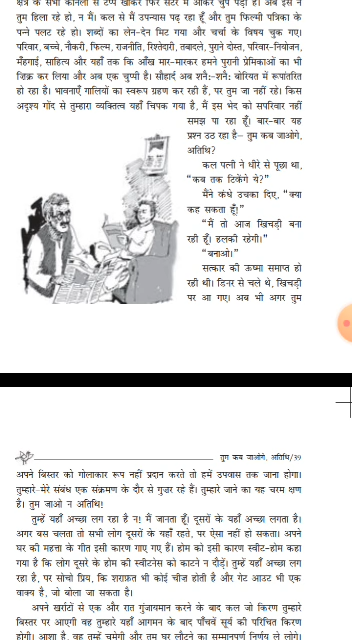 क्षेत्र के सभी कोनों से टप्पे खाकर फिर सेंटर में आकर चुप पड़ी है। अब इसे न
तुम हिला रहे हो, न मैं। कल से मैं उपन्यास पढ़ रहा हूँ और तुम फिल्मी पत्रिका के
पन्ने पलट रहे हो। शब्दों का लेन-देन मिट गया और चर्चा के विषय चुक गए।
परिवार, बच्चे, नौकरी, फिल्म, राजनीति, रिश्तेदारी, तबादले, पुराने दोस्त, परिवार-नियोजन,
मँहगाई, साहित्य और यहाँ तक कि आँख मार-मारकर हमने पुरानी प्रेमिकाओं का भी
ज़िक्र कर लिया और अब एक चुप्पी है। सौहार्द अब शनै:-शनै: बोरियत में रूपांतरित
हो रहा है। भावनाएँ गालियों का स्वरूप ग्रहण कर रही हैं, पर तुम जा नहीं रहे। किस
अदृश्य गोंद से तुम्हारा व्यक्तित्व यहाँ चिपक गया है, मैं इस भेद को सपरिवार नहीं
समझ पा रहा हूँ। बार-बार यह
प्रश्न उठ रहा है– तुम कब जाओगे,
अतिथि?
कल पत्नी ने धीरे से पूछा था,
“कब तक टिकेंगे ये?”
मैंने कंधे उचका दिए, “क्या
कह सकता हूँ!”
“मैं तो आज खिचड़ी बना
रही हूँ। हलकी रहेगी।”
“बनाओ।”
सत्कार की ऊष्मा समाप्त हो
रही थी। डिनर से चले थे, खिचड़ी
पर आ गए। अब भी अगर तुम
तुम कब जाओगे, अतिथि/39
अपने बिस्तर को गोलाकार रूप नहीं प्रदान करते तो हमें उपवास तक जाना होगा।
तुम्हारे-मेरे संबंध एक संक्रमण के दौर से गुज़र रहे हैं। तुम्हारे जाने का यह चरम क्षण
है। तुम जाओ न अतिथि!
तुम्हें यहाँ अच्छा लग रहा है न! मैं जानता हूँ। दूसरों के यहाँ अच्छा लगता है।
अगर बस चलता तो सभी लोग दूसरों के यहाँ रहते, पर ऐसा नहीं हो सकता। अपने
घर की महत्ता के गीत इसी कारण गाए गए हैं। होम को इसी कारण स्वीट-होम कहा
गया है कि लोग दूसरे के होम की स्वीटनेस को काटने न दौड़ें। तुम्हें यहाँ अच्छा लग
रहा है, पर सोचो प्रिय, कि शराफ़त भी कोई चीज़ होती है और गेट आउट भी एक
वाक्य है, जो बोला जा सकता है।
अपने खर्राटों से एक और रात गुंजायमान करने के बाद कल जो किरण तुम्हारे
बिस्तर पर आएगी वह तुम्हारे यहाँ आगमन के बाद पाँचवें सूर्य की परिचित किरण
होगी। आशा है, वह तुम्हें चूमेगी और तुम घर लौटने का सम्मानपूर्ण निर्णय ले लोगे।